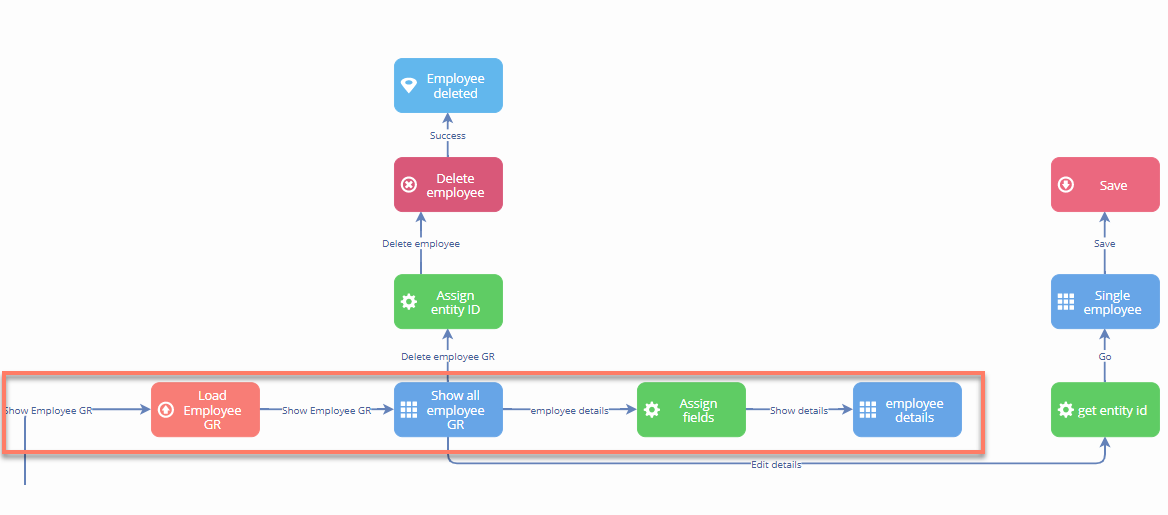 Employee
deleted
Success
Delete
employee
Save
Delete employee
Save
Assign
entity ID
Single
employee
Delete employee GR
Go
Show Employee GR
Load
Employee
GR
Show Employee GR
Show all
employee
GR
employee details
Assign
fields
Show details
employee
details
get entity id
Edit details